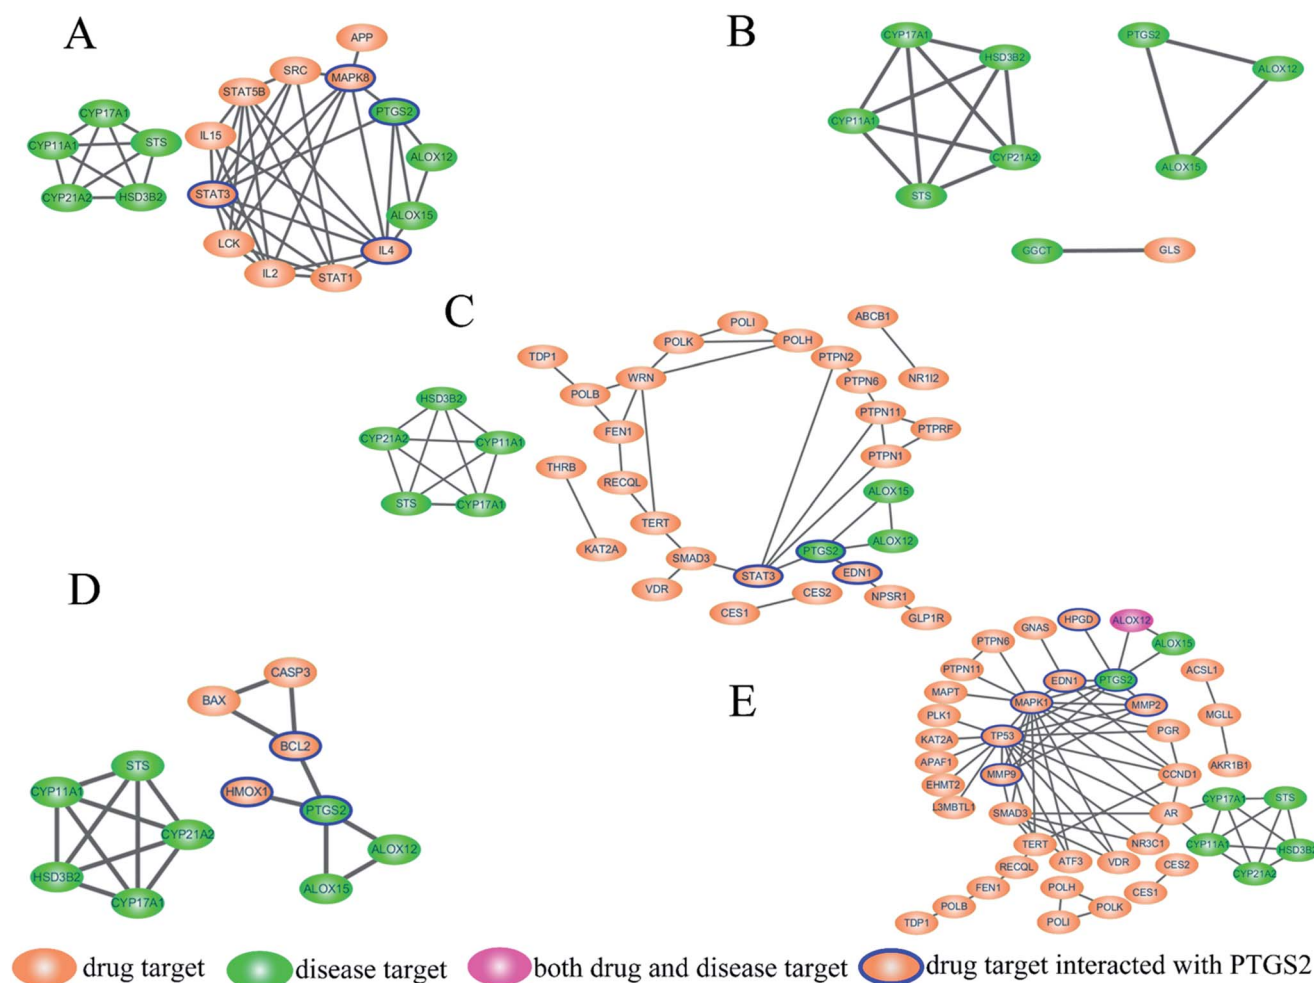 A
APP
SRC
MAPK8
STAT5B
PTGS2
CYP17A1
IL15
STS
CYP11A1
ALOX12
CYP21A2
HSD3B2
STAT3
ALOX15
LCK
IL4
IL2
STAT1
B
CYP17A1
HSD3B2
CYP11A1
CYP21A2
STS
PTGS2
ALOX12
ALOX15
GGCT
GLS
C
POLI
ABCB1
POLK
POLH
TDP1
PTPN2
WRN
PTPN6
NR1I2
POLB
HSD3B2
PTPN11
FEN1
PTPRF
CYP21A2
CYP11A1
PTPN1
THRB
RECQL
ALOX15
STS
CYP17A1
TERT
ALOX12
KAT2A
SMAD3
PTGS2
STAT3
EDN1
VDR
CES2
NPSR1
CES1
GLP1R
D
CASP3
BAX
BCL2
STS
CYP11A1
HMOX1
PTGS2
CYP21A2
ALOX12
HSD3B2
ALOX15
CYP17A1
E
HPGD
ALOX12
GNAS
PTPN6
ALOX15
PTPN11
EDN1
PTGS2
ACSL1
MAPT
MAPK1
MMP2
PLK1
MGLL
TP53
PGR
KAT2A
APAF1
AKR1B1
MMP9
CCND1
EHMT2
L3MBTL1
SMAD3
AR
CYP17A1
STS
TERT
NR3C1
CYP11A1
HSD3B2
RECQL
ATF3
VDR
CES2
CYP21A2
FEN1
POLH
CES1
POLB
POLK
TDP1
POLI
drug target
disease target
both drug and disease target
drug target interacted with PTGS2